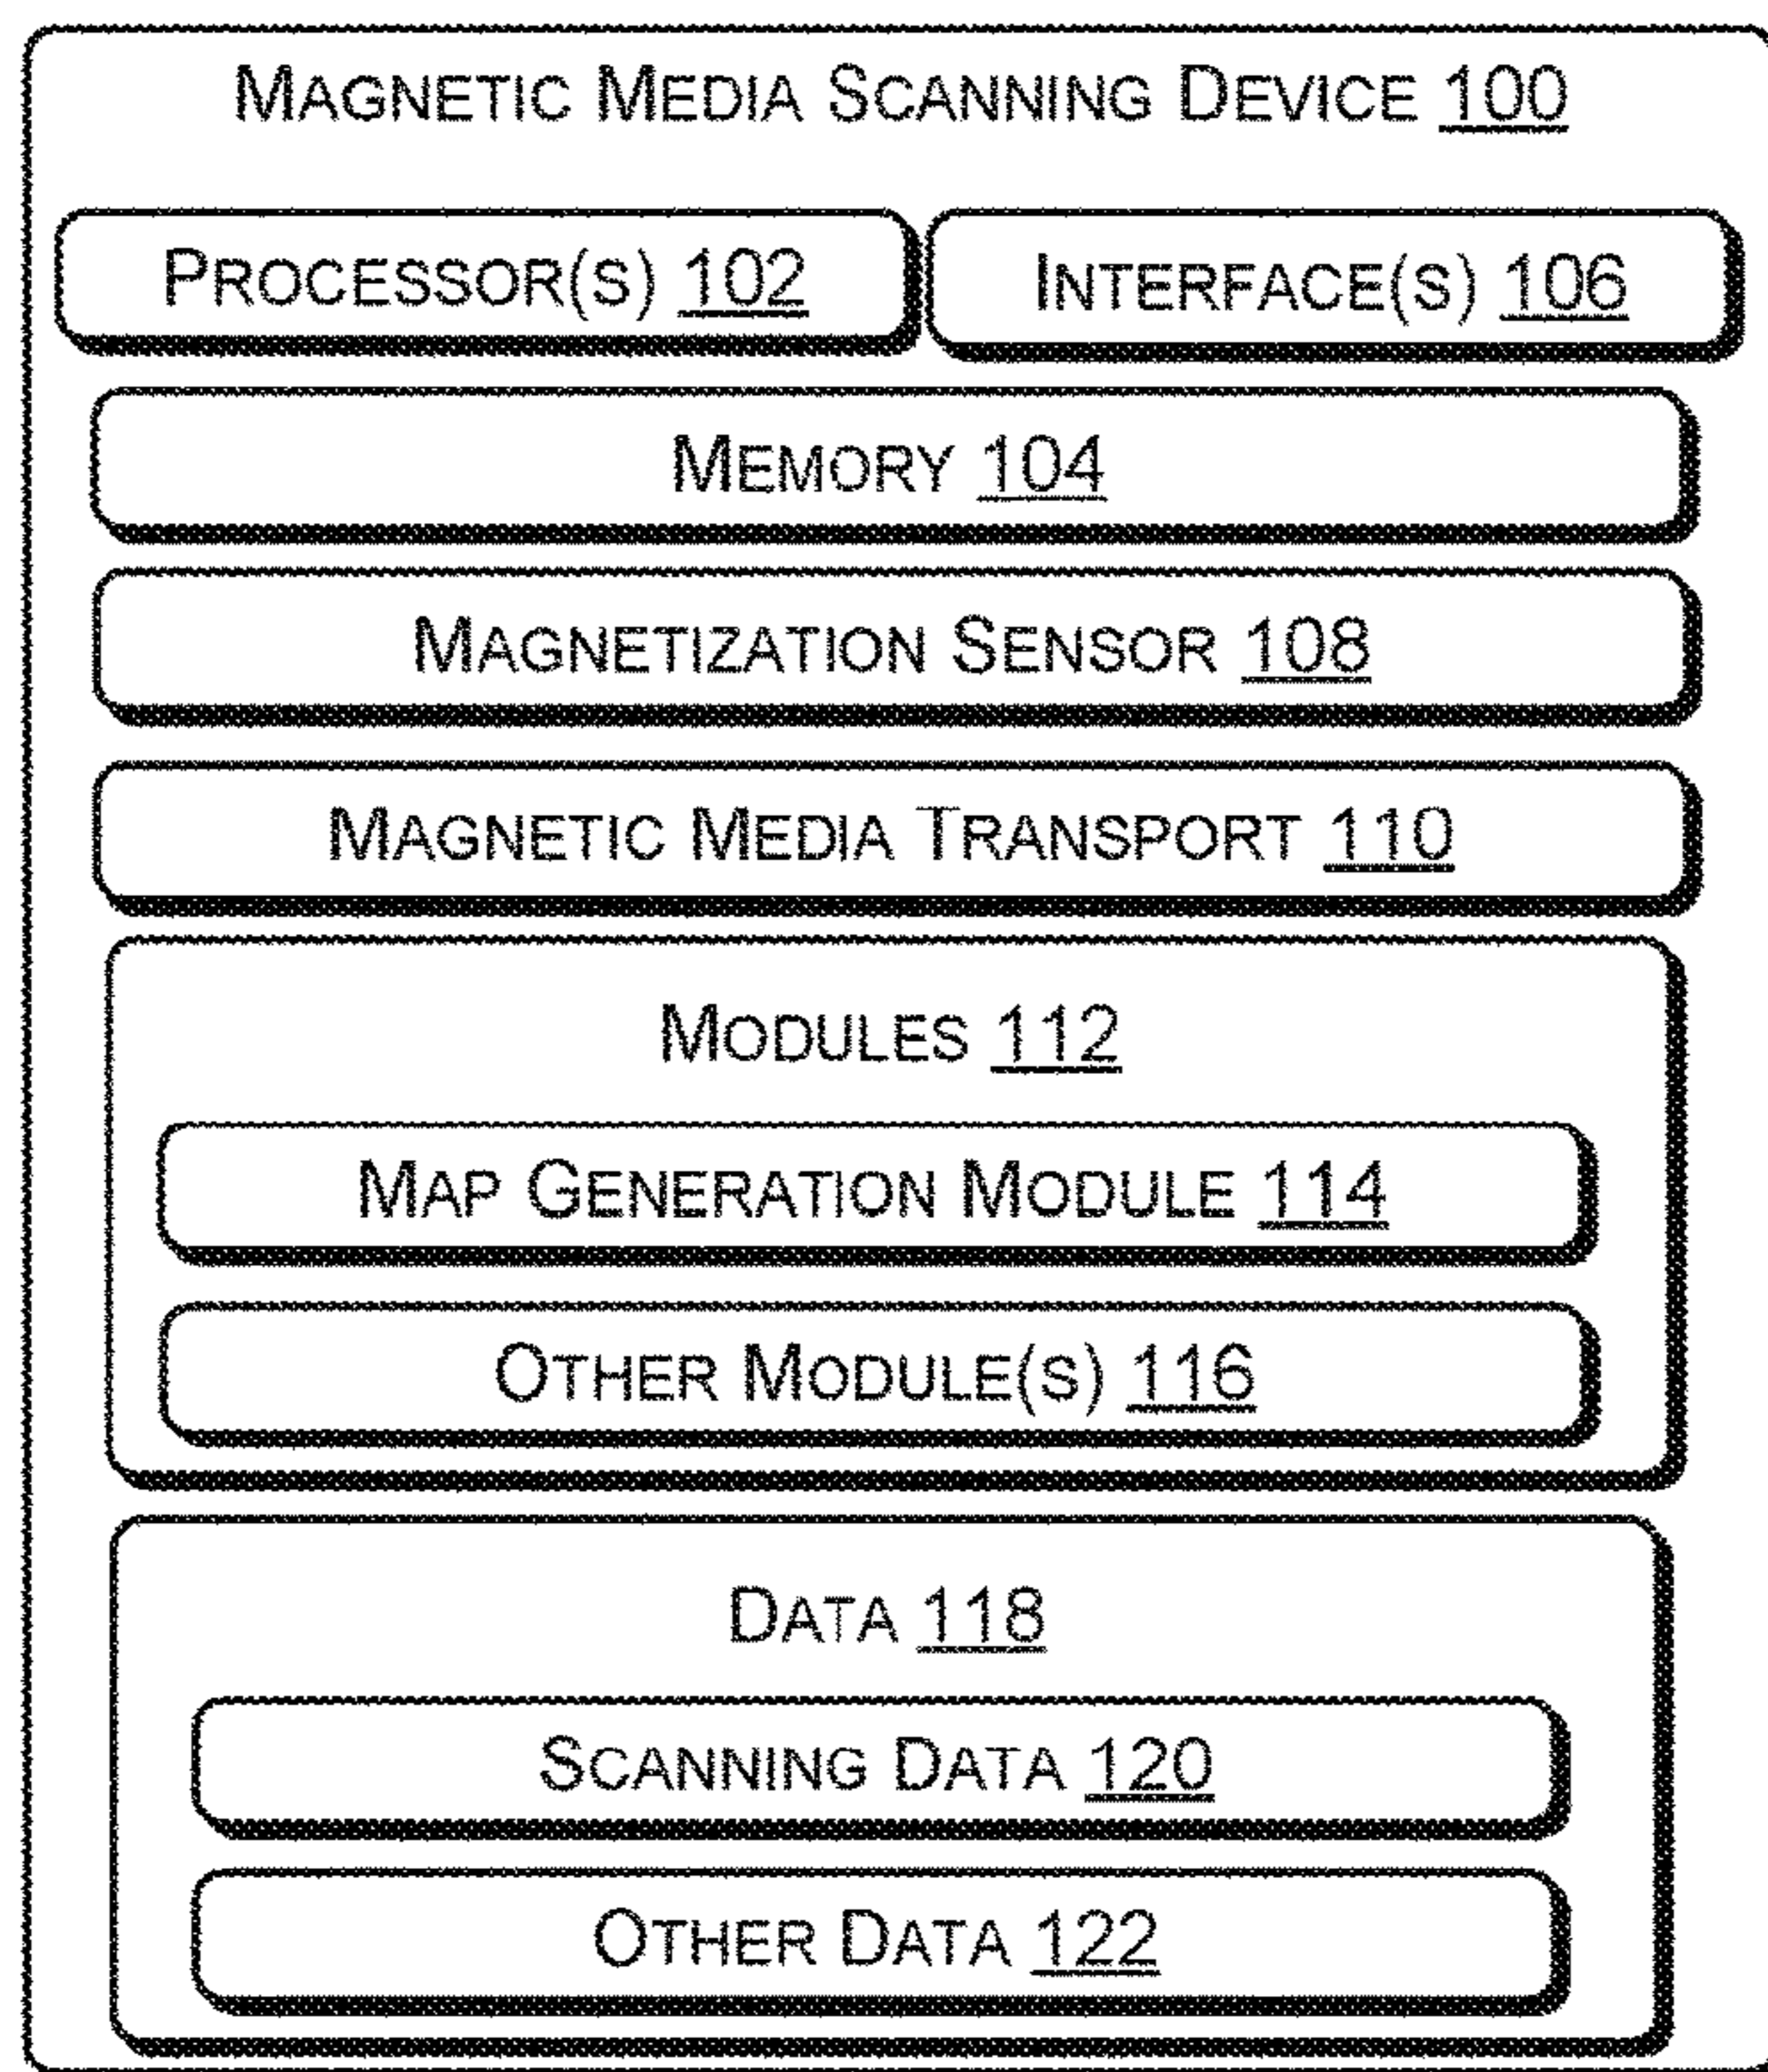 MAGNETIC MEDIA SCANNING DEVICE 100
PROCESSOR(S) 102 INTERFACE(S) 106
MEMORY 104
MAGNETIZATION SENSOR 108
MAGNETIC MEDIA TRANSPORT 110
MODULES 112
MAP GENERATION MODULE 114
OTHER MODULE(S) 116
DATA 118
SCANNING DATA 120
OTHER DATA 122